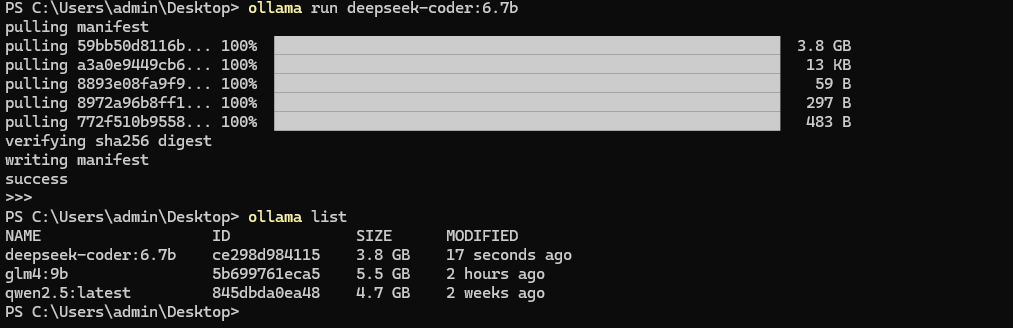 PS C:\Users\admin\Desktop> ollama run deepseek-coder:6.7b
pulling manifest
pulling 59bb50d8116b... 100% 3.8 GB
pulling a3a0e9449cb6... 100% 13 KB
pulling 8893e08fa9f9... 100% 59 B
pulling 8972a96b8ff1... 100% 297 B
pulling 772f510b9558... 100% 483 B
verifying sha256 digest
writing manifest
success
>>>
PS C:\Users\admin\Desktop> ollama list
NAME ID SIZE MODIFIED
deepseek-coder:6.7b ce298d984115 3.8 GB 17 seconds ago
glm4:9b 5b699761eca5 5.5 GB 2 hours ago
qwen2.5:latest 845dbda0ea48 4.7 GB 2 weeks ago
PS C:\Users\admin\Desktop>